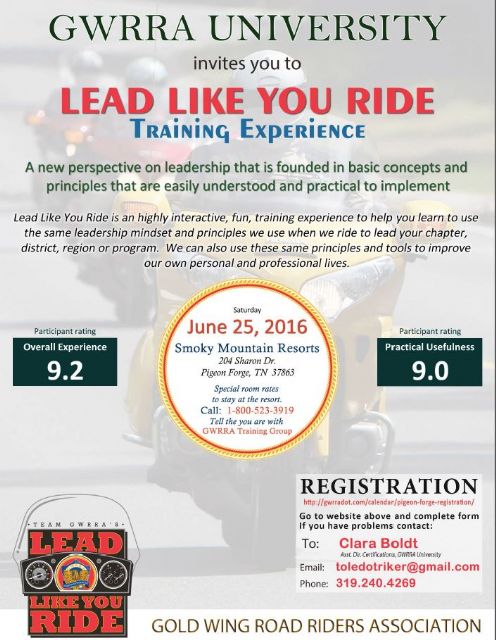 GWRRA UNIVERSITY
invites you to
LEAD LIKE YOU RIDE
TRAINING EXPERIENCE
A new perspective on leadership that is founded in basic concepts and
principles that are easily understood and practical to implement
Lead Like You Ride is an highly interactive, fun, training experience to help you learn to use
the same leadership mindset and principles we use when we ride to lead your chapter,
district, region or program. We can also use these same principles and tools to improve
our own personal and professional lives.
Participant rating
Overall Experience
9.2
Saturday
June 25, 2016
Smoky Mountain Resorts
204 Sharon Dr.
Pigeon Forge, TN 37863
Special room rates
to stay at the resort.
Call: 1-800-523-3919
Tell the you are with
GWRRA Training Group
Participant rating
Practical Usefulness
9.0
REGISTRATION
http://gwrradot.com/calendar/pigeon-forge-registration/
Go to website above and complete form
If you have problems contact:
To: Clara Boldt
Asst. Dir. Certifications, GWRRA University
Email: toledotriker@gmail.com
Phone: 319.240.4269
• TEAM GWRRA'S •
LEAD
LIKE YOU
RIDE
GOLD WING ROAD RIDERS ASSOCIATION